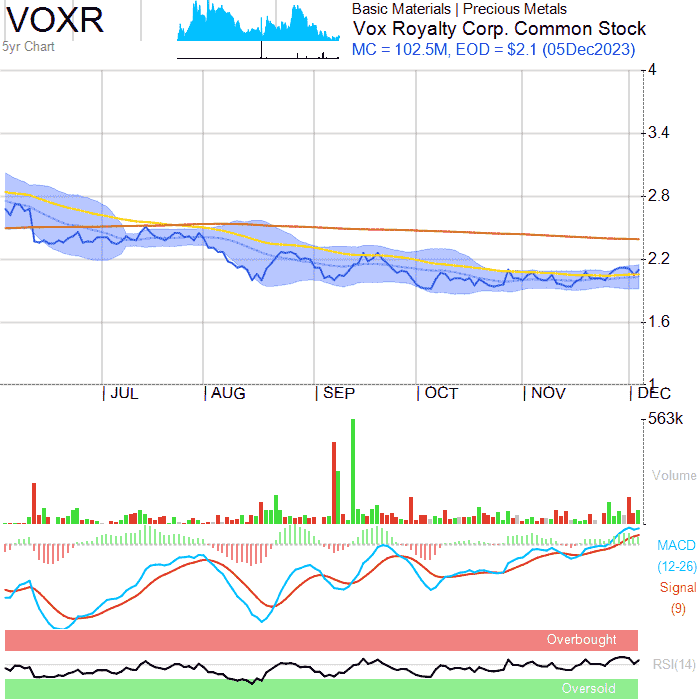 VOXR
5yr Chart
Basic Materials | Precious Metals
Vox Royalty Corp. Common Stock
MC = 102.5M, EOD = $2.1 (05Dec2023)
4
3.4
2.8
2.2
1.6
1
JUL AUG SEP OCT NOV DEC
563k
Volume
MACD
(12-26)
Signal
(9)
Overbought
RSI(14)
Oversold